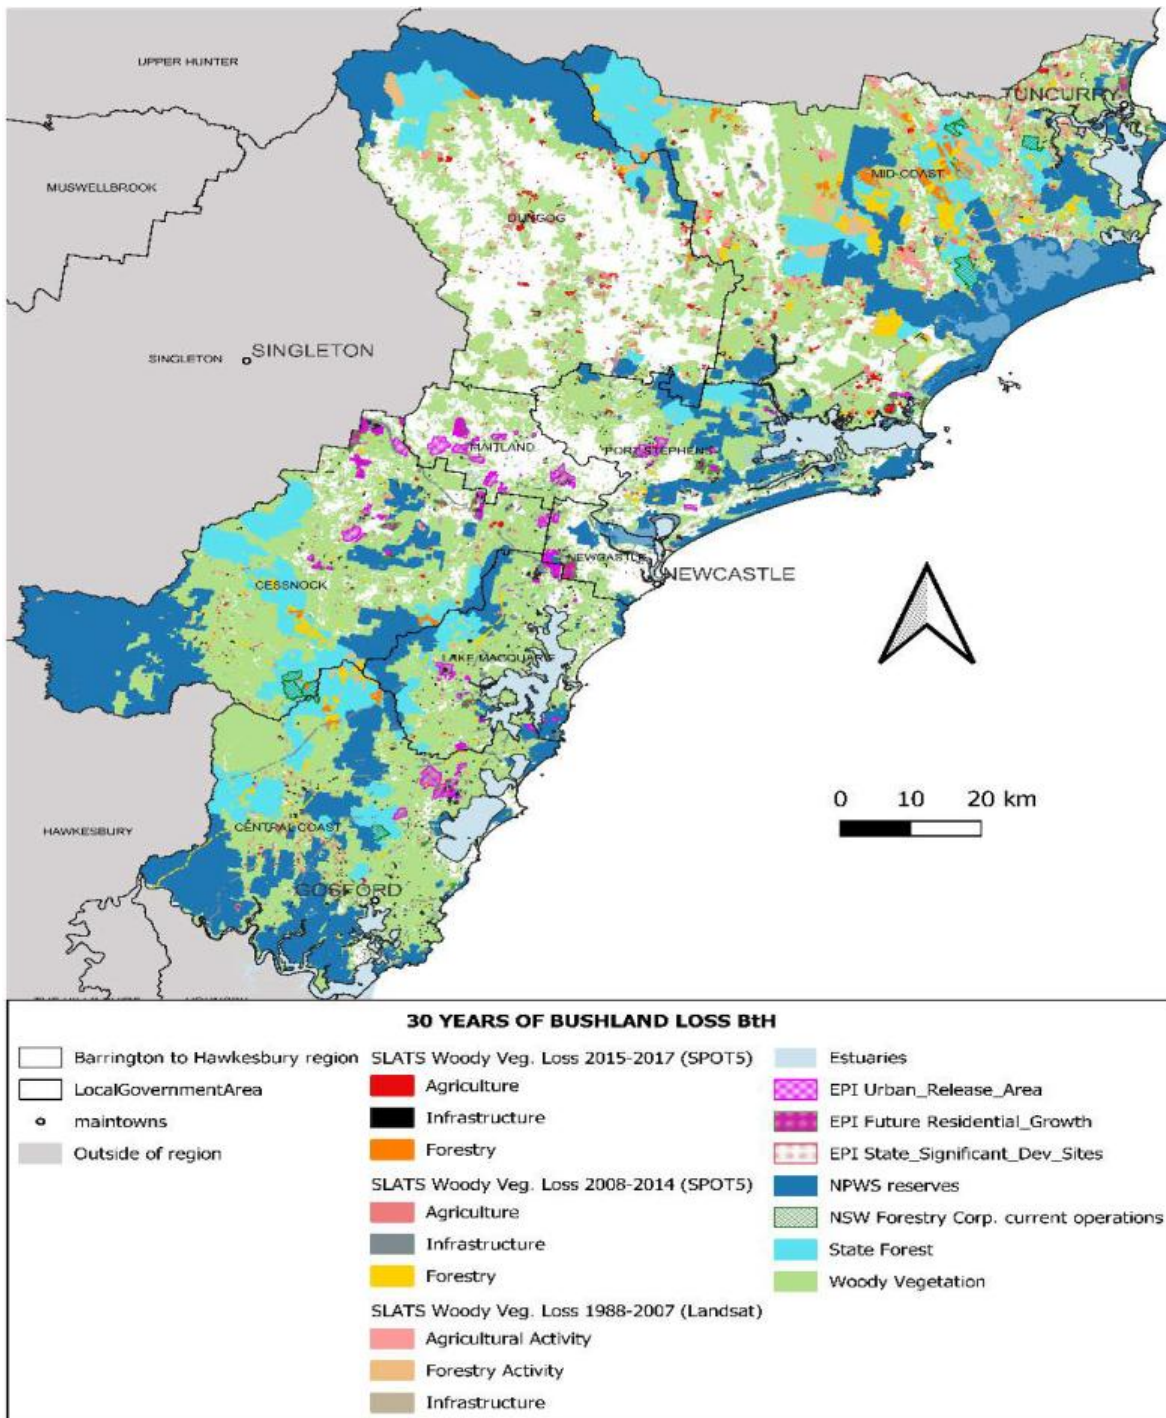 UPPER HUNTER
TUNCURRY
MUSWELLBROOK
MID-COAST
DUNGOG
SINGLETON
SINGLETON
MAITLAND
PORT STEPHENS
NEWCASTLE
NEWCASTLE
CESSNOCK
LAKE MACQUARIE
0 10 20 km
HAWKESBURY
CENTRAL COAST
GOSFORD
30 YEARS OF BUSHLAND LOSS BtH
Barrington to Hawkesbury region
LocalGovernmentArea
maintowns
Outside of region
SLATS Woody Veg. Loss 2015-2017 (SPOT5)
Agriculture
Infrastructure
Forestry
SLATS Woody Veg. Loss 2008-2014 (SPOT5)
Agriculture
Infrastructure
Forestry
SLATS Woody Veg. Loss 1988-2007 (Landsat)
Agricultural Activity
Forestry Activity
Infrastructure
Estuaries
EPI Urban_Release_Area
EPI Future Residential_Growth
EPI State_Significant_Dev_Sites
NPWS reserves
NSW Forestry Corp. current operations
State Forest
Woody Vegetation